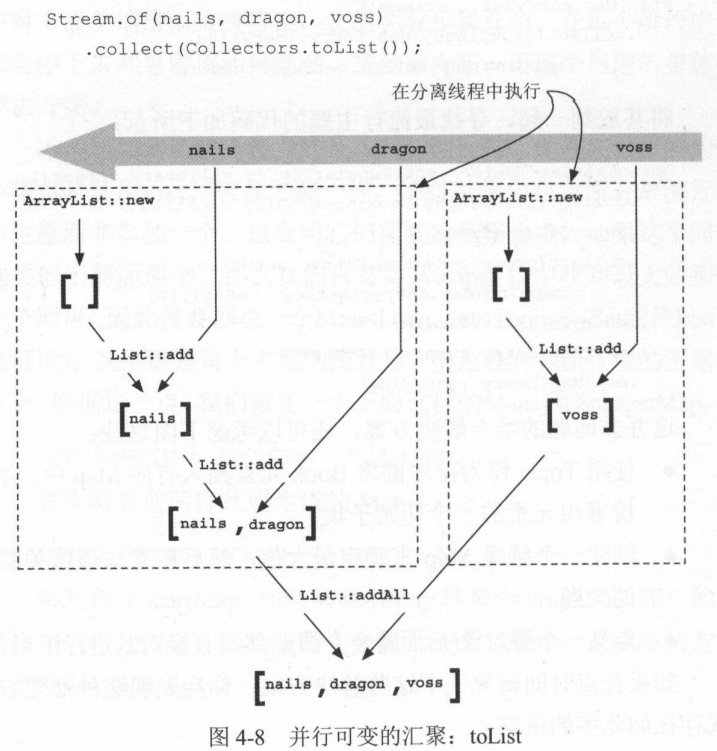 Stream.of(nails, dragon, voss)
.collect(Collectors.toList());
在分离线程中执行
nails dragon voss
ArrayList::new ArrayList::new
[ ] [ ]
List::add List::add
[nails] [voss]
List::add
[nails, dragon]
List::addAll
[nails, dragon, voss]
图 4-8 并行可变的汇聚：toList